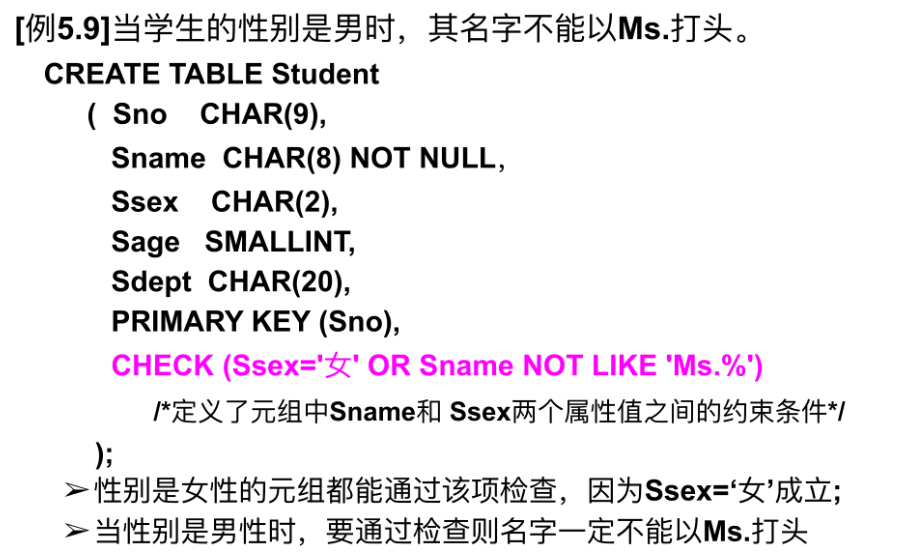 [例5.9]当学生的性别是男时，其名字不能以Ms.打头。
CREATE TABLE Student
( Sno CHAR(9),
Sname CHAR(8) NOT NULL，
Ssex CHAR(2),
Sage SMALLINT,
Sdept CHAR(20),
PRIMARY KEY (Sno),
CHECK (Ssex='女' OR Sname NOT LIKE 'Ms.%')
/*定义了元组中Sname和 Ssex两个属性值之间的约束条件*/
);
➢性别是女性的元组都能通过该项检查，因为Ssex=‘女’成立;
➢当性别是男性时，要通过检查则名字一定不能以Ms.打头